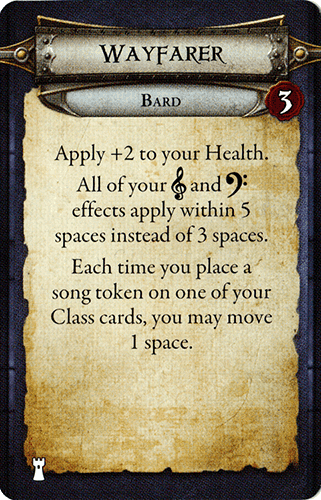 WAYFARER
BARD
3
Apply +2 to your Health.
All of your 𝄞 and 𝄢
effects apply within 5
spaces instead of 3 spaces.
Each time you place a
song token on one of your
Class cards, you may move
1 space.